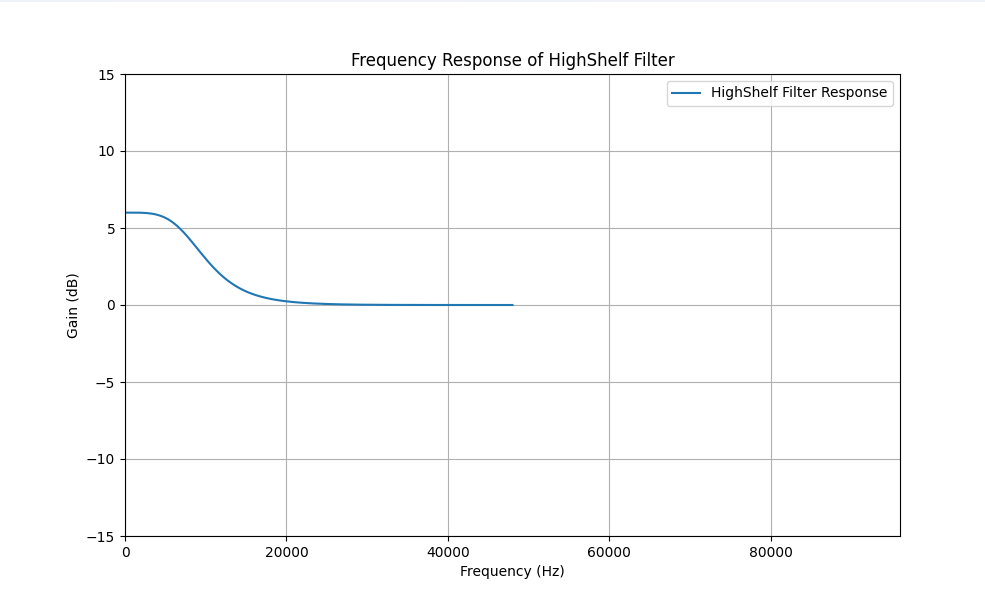 Frequency Response of HighShelf Filter
HighShelf Filter Response
15
10
5
0
−5
−10
−15
Gain (dB)
0 20000 40000 60000 80000
Frequency (Hz)